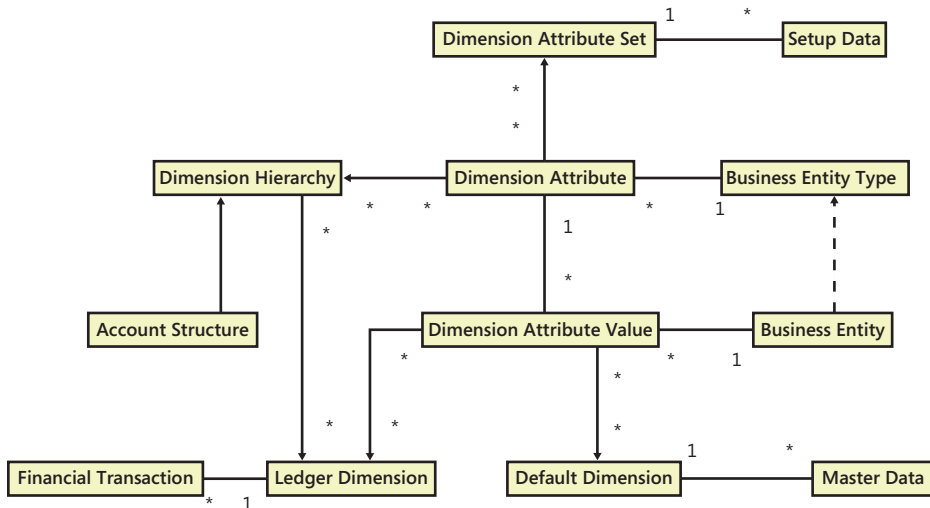 1 *
Dimension Attribute Set Setup Data
*
*
Dimension Hierarchy Dimension Attribute Business Entity Type
* * * 1
* 1
*
Account Structure Dimension Attribute Value Business Entity
* * 1
*
* * *
1 *
Financial Transaction Ledger Dimension Default Dimension Master Data
* 1